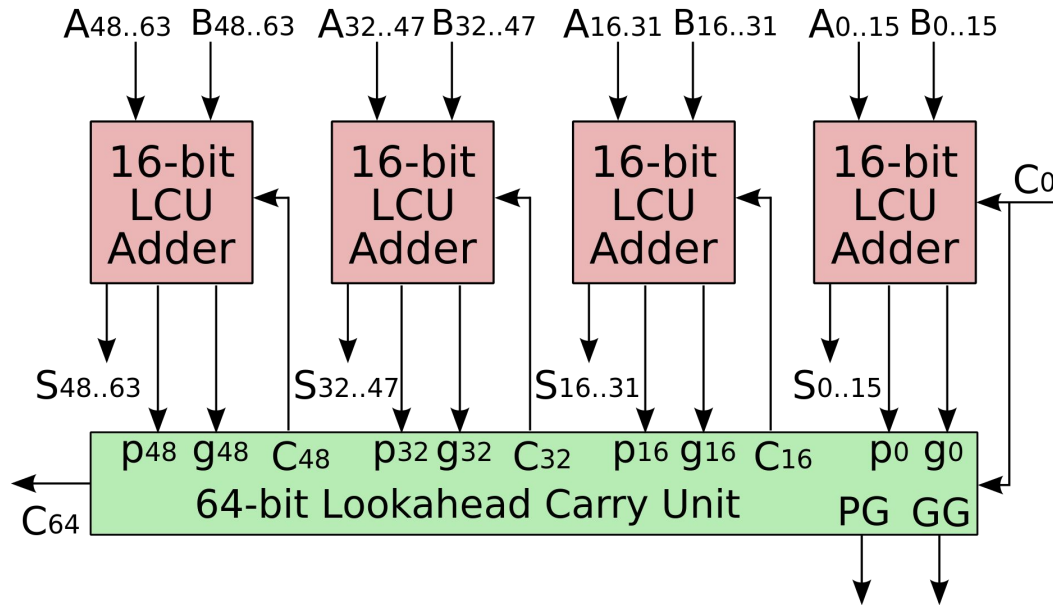 A48..63 B48..63 A32..47 B32..47 A16.31 B16..31 A0..15 B0..15
16-bit LCU Adder
16-bit LCU Adder
16-bit LCU Adder
16-bit LCU Adder
C0
S48..63 S32..47 S16..31 S0..15
p48 g48 C48 p32 g32 C32 p16 g16 C16 p0 g0
64-bit Lookahead Carry Unit
PG GG
C64